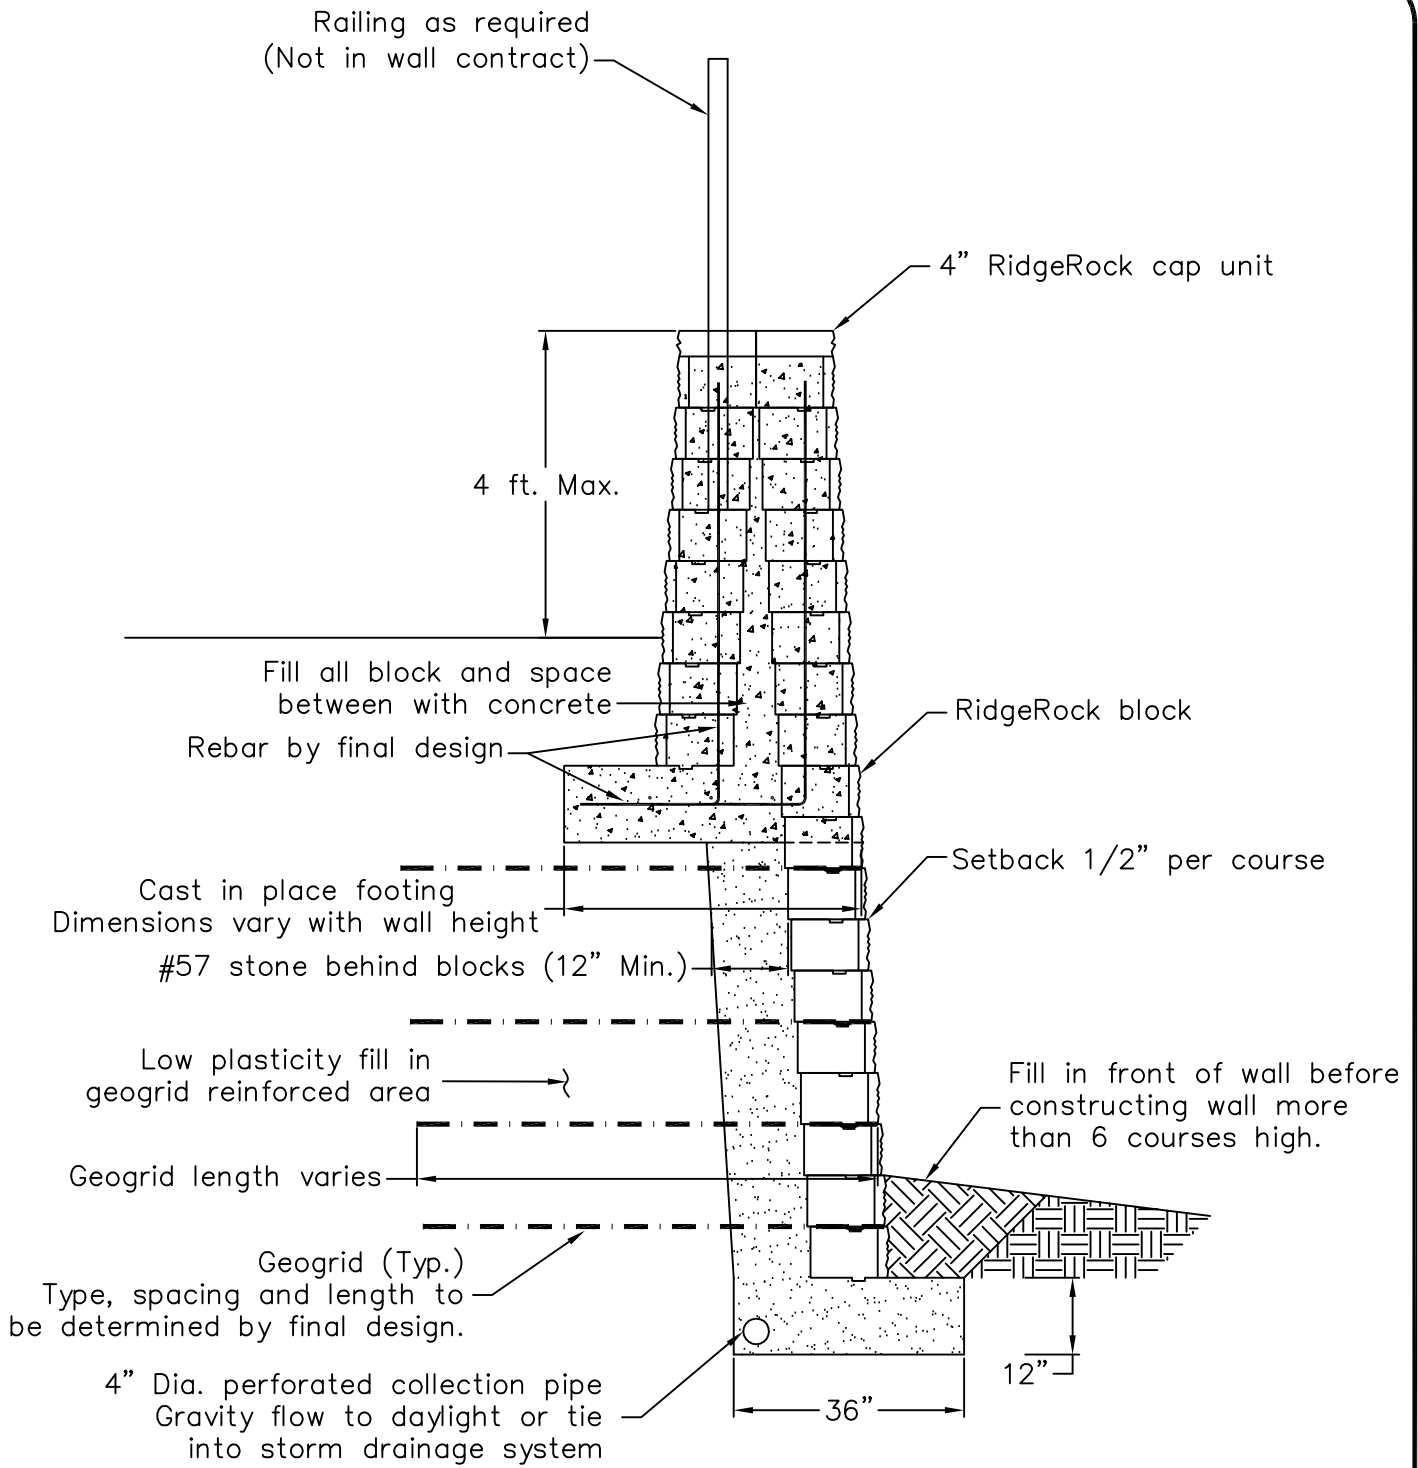 Railing as required
(Not in wall contract)
4” RidgeRock cap unit
4 ft. Max.
Fill all block and space
between with concrete
Rebar by final design
RidgeRock block
Setback 1/2” per course
Cast in place footing
Dimensions vary with wall height
#57 stone behind blocks (12” Min.)
Low plasticity fill in
geogrid reinforced area
Fill in front of wall before
constructing wall more
than 6 courses high.
Geogrid length varies
Geogrid (Typ.)
Type, spacing and length to
be determined by final design.
12”
4” Dia. perforated collection pipe
Gravity flow to daylight or tie
into storm drainage system
36”